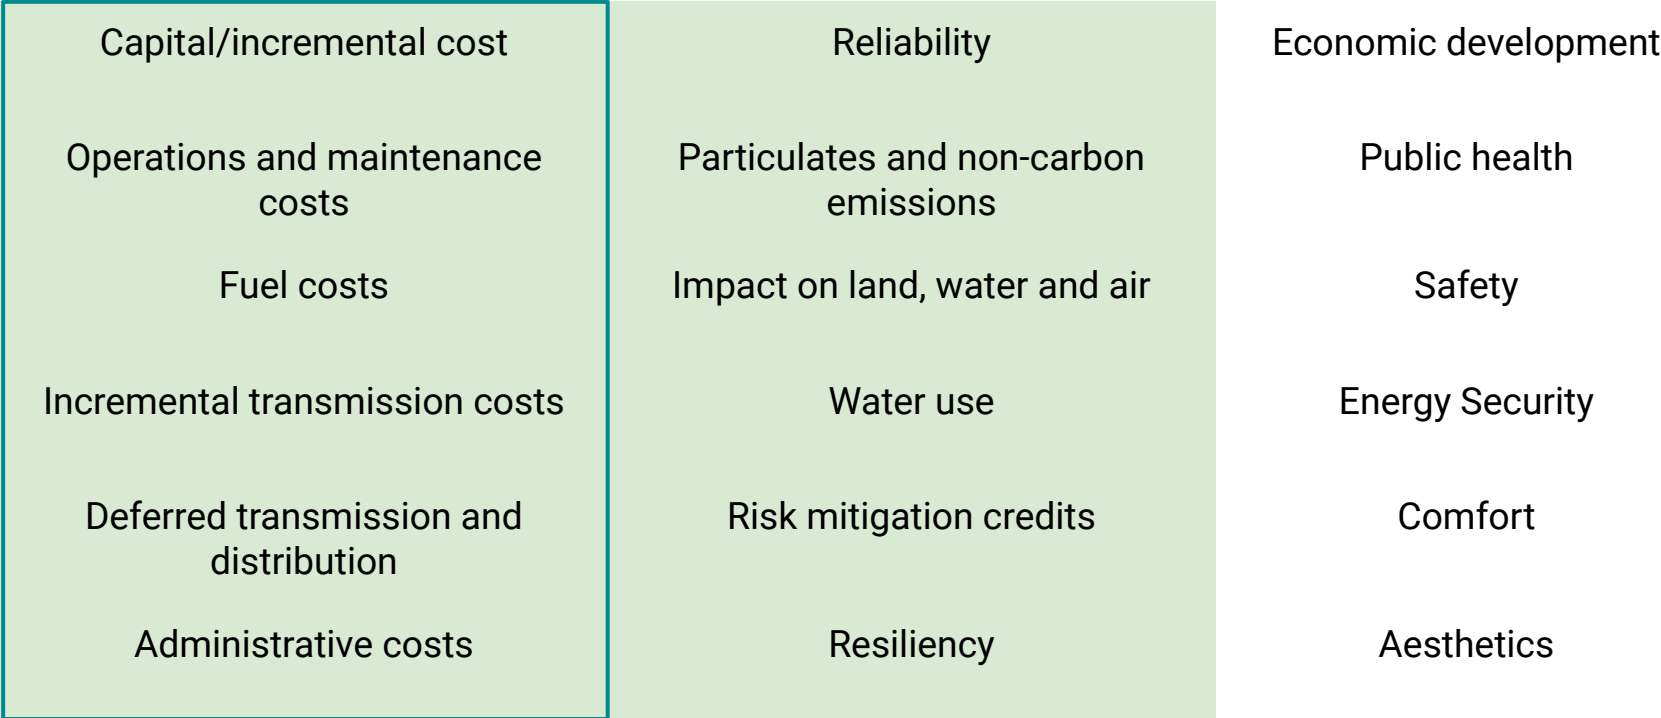 Capital/incremental cost
Reliability
Economic development
Operations and maintenance
costs
Particulates and non-carbon
emissions
Public health
Fuel costs
Impact on land, water and air
Safety
Incremental transmission costs
Water use
Energy Security
Deferred transmission and
distribution
Risk mitigation credits
Comfort
Administrative costs
Resiliency
Aesthetics